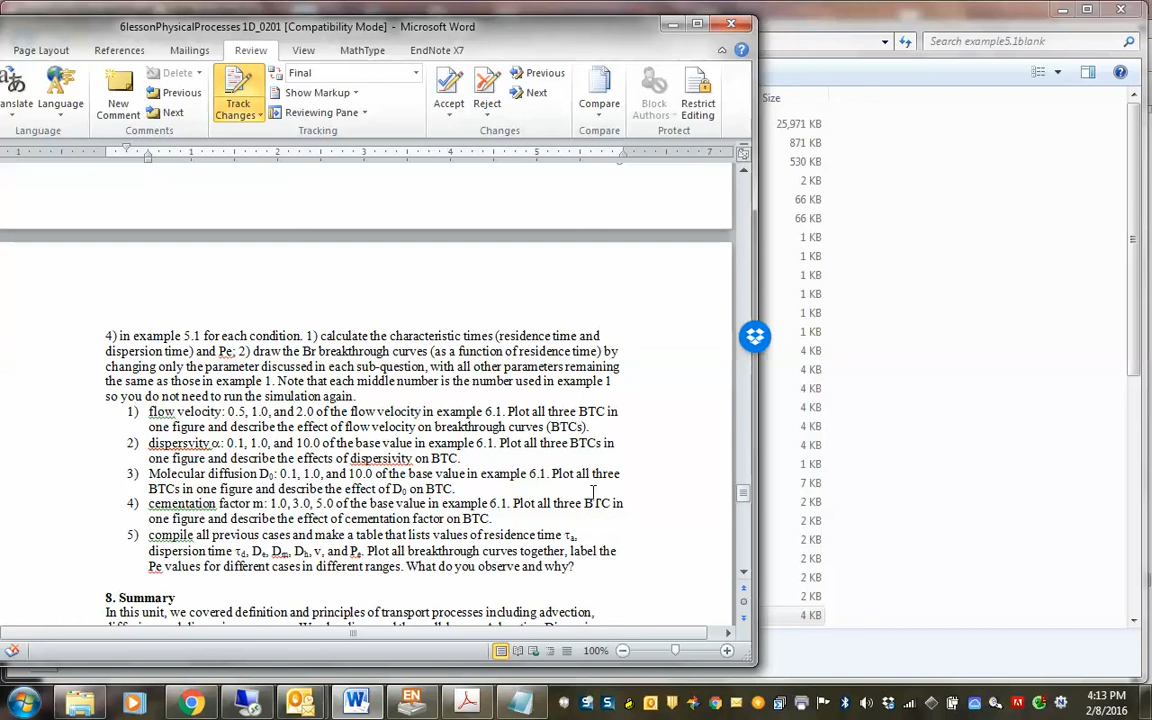 6lessonPhysicalProcesses 1D_0201 [Compatibility Mode] - Microsoft Word
Page Layout References Mailings Review View MathType EndNote X7
Search example5.1blank
Delete
Previous
Next
Final
Show Markup
Reviewing Pane
Previous
Next
Language
New Comment
Track Changes
Accept Reject
Compare
Block Authors
Restrict Editing
Language Comments Tracking Changes Compare Protect
1 1 2 3 4 5 6 7
Size
25,971 KB
871 KB
530 KB
2 KB
66 KB
66 KB
1 KB
1 KB
1 KB
1 KB
1 KB
1 KB
4 KB
4 KB
4 KB
4 KB
1 KB
1 KB
1 KB
7 KB
4 KB
4 KB
2 KB
2 KB
2 KB
2 KB
4 KB
4) in example 5.1 for each condition. 1) calculate the characteristic times (residence time and
dispersion time) and Pe; 2) draw the Br breakthrough curves (as a function of residence time) by
changing only the parameter discussed in each sub-question, with all other parameters remaining
the same as those in example 1. Note that each middle number is the number used in example 1
so you do not need to run the simulation again.
1) flow velocity: 0.5, 1.0, and 2.0 of the flow velocity in example 6.1. Plot all three BTC in
one figure and describe the effect of flow velocity on breakthrough curves (BTCs).
2) dispersvity α: 0.1, 1.0, and 10.0 of the base value in example 6.1. Plot all three BTCs in
one figure and describe the effects of dispersivity on BTC.
3) Molecular diffusion D₀: 0.1, 1.0, and 10.0 of the base value in example 6.1. Plot all three
BTCs in one figure and describe the effect of D₀ on BTC.
4) cementation factor m: 1.0, 3.0, 5.0 of the base value in example 6.1. Plot all three BTC in
one figure and describe the effect of cementation factor on BTC.
5) compile all previous cases and make a table that lists values of residence time τa,
dispersion time τd, De, Dm, Dh, v, and Pe. Plot all breakthrough curves together, label the
Pe values for different cases in different ranges. What do you observe and why?
8. Summary
In this unit, we covered definition and principles of transport processes including advection,
100%
4:13 PM
2/8/2016